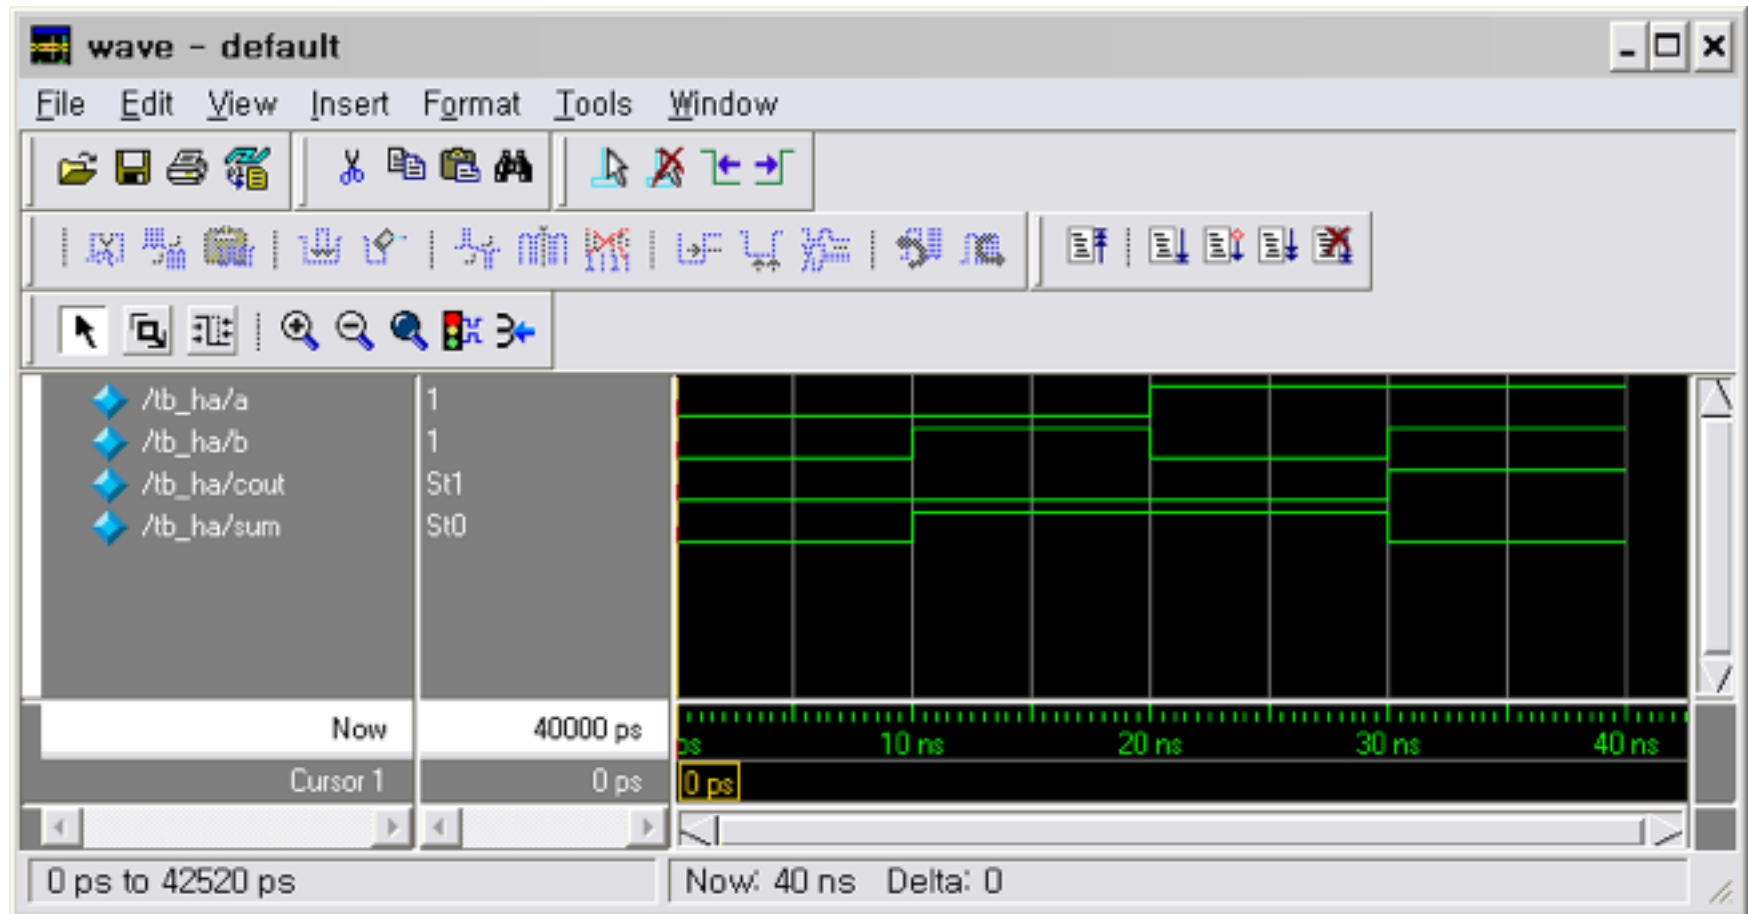 wave - default
File Edit View Insert Format Tools Window
/tb_ha/a 1
/tb_ha/b 1
/tb_ha/cout St1
/tb_ha/sum St0
Now 40000 ps ps 10 ns 20 ns 30 ns 40 ns
Cursor 1 0 ps 0 ps
0 ps to 42520 ps Now: 40 ns Delta: 0